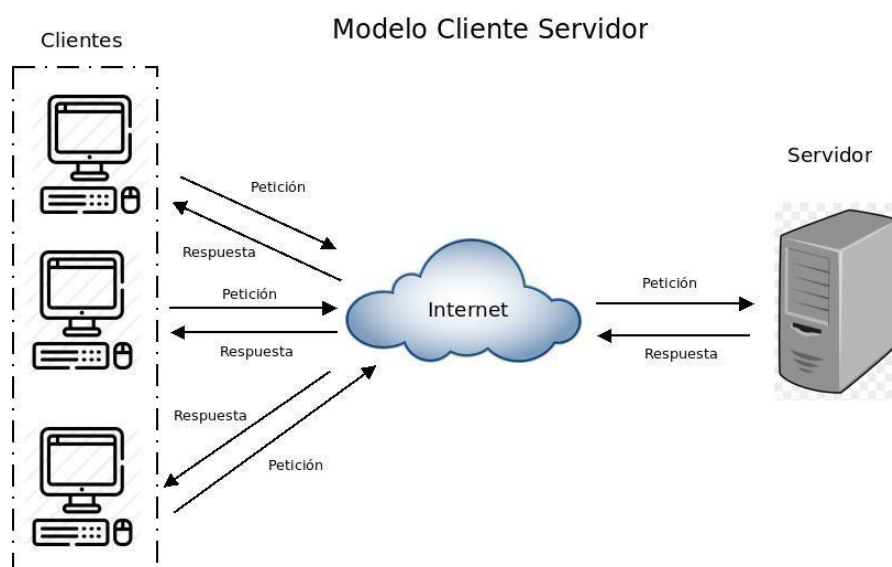 Modelo Cliente Servidor
Clientes
Servidor
Petición
Respuesta
Petición
Respuesta
Respuesta
Petición
Internet
Petición
Respuesta